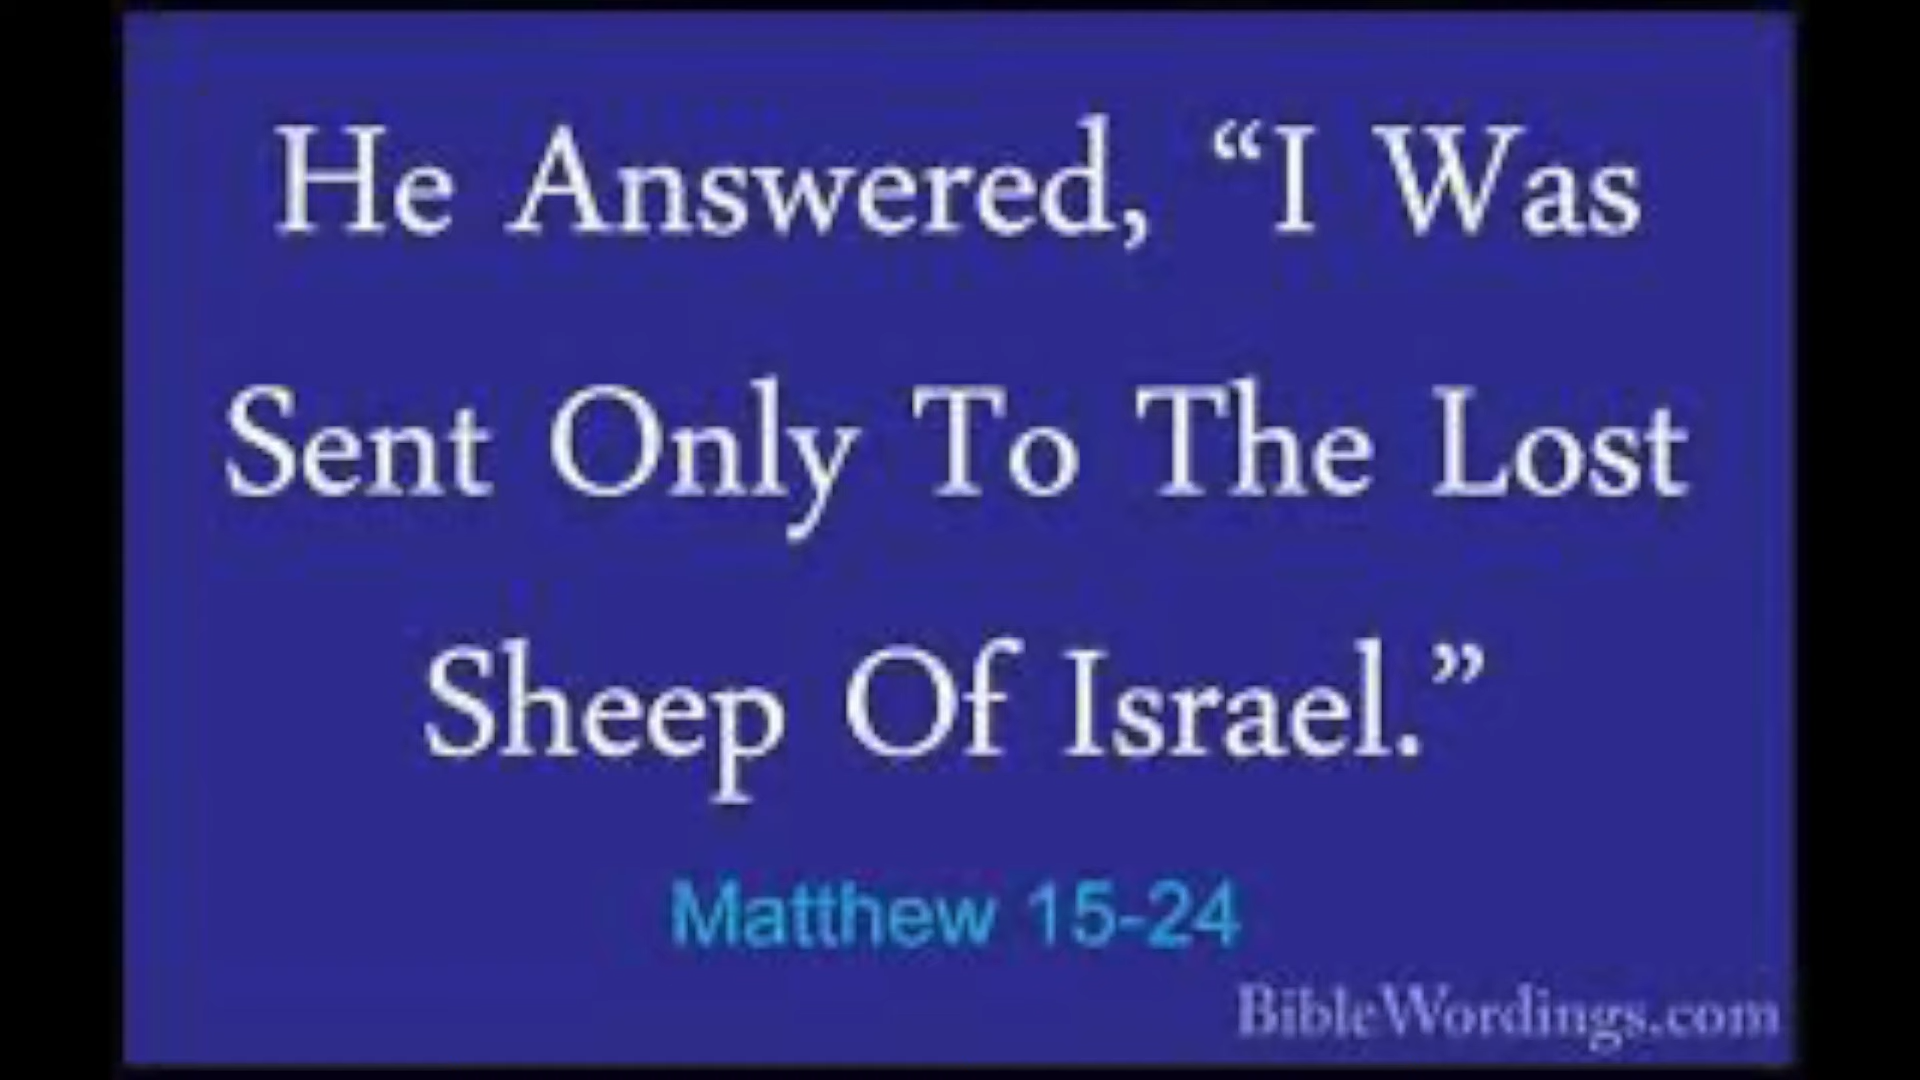 He Answered, “I Was
Sent Only To The Lost
Sheep Of Israel.”
Matthew 15-24
BibleWordings.com